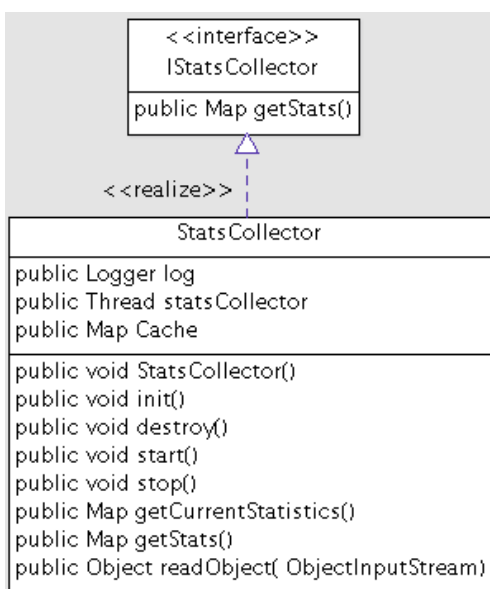 <<interface>>
IStatsCollector
public Map getStats()
<<realize>>
StatsCollector
public Logger log
public Thread statsCollector
public Map Cache
public void StatsCollector()
public void init()
public void destroy()
public void start()
public void stop()
public Map getCurrentStatistics()
public Map getStats()
public Object readObject( ObjectInputStream)